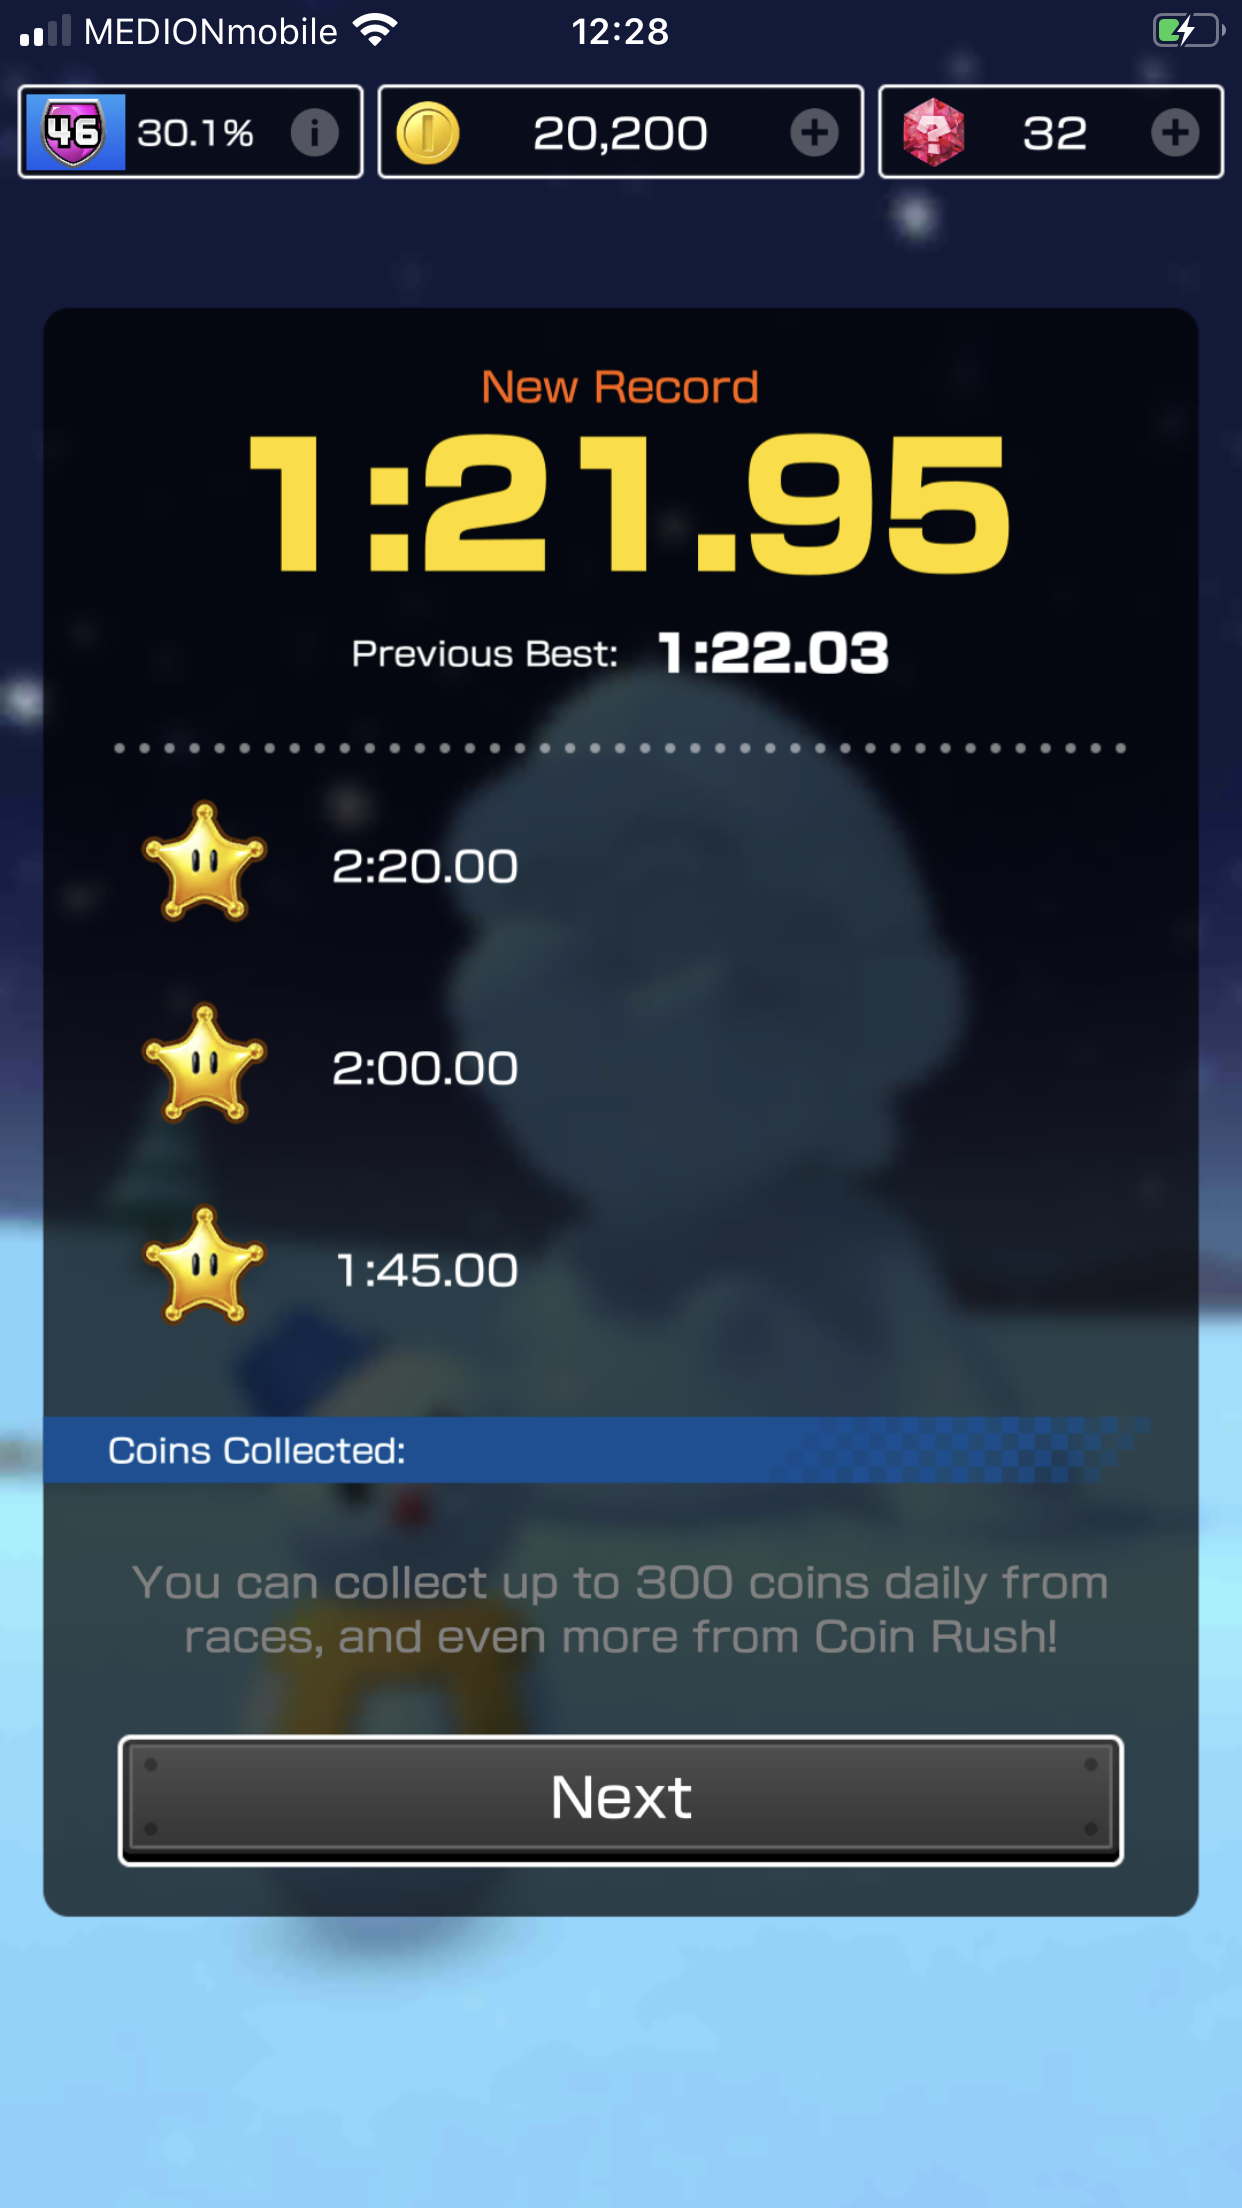 MEDIONmobile 12:28
46 30.1% i 20,200 + ? 32 +
New Record
1:21.95
Previous Best: 1:22.03
2:20.00
2:00.00
1:45.00
Coins Collected:
You can collect up to 300 coins daily from
races, and even more from Coin Rush!
Next